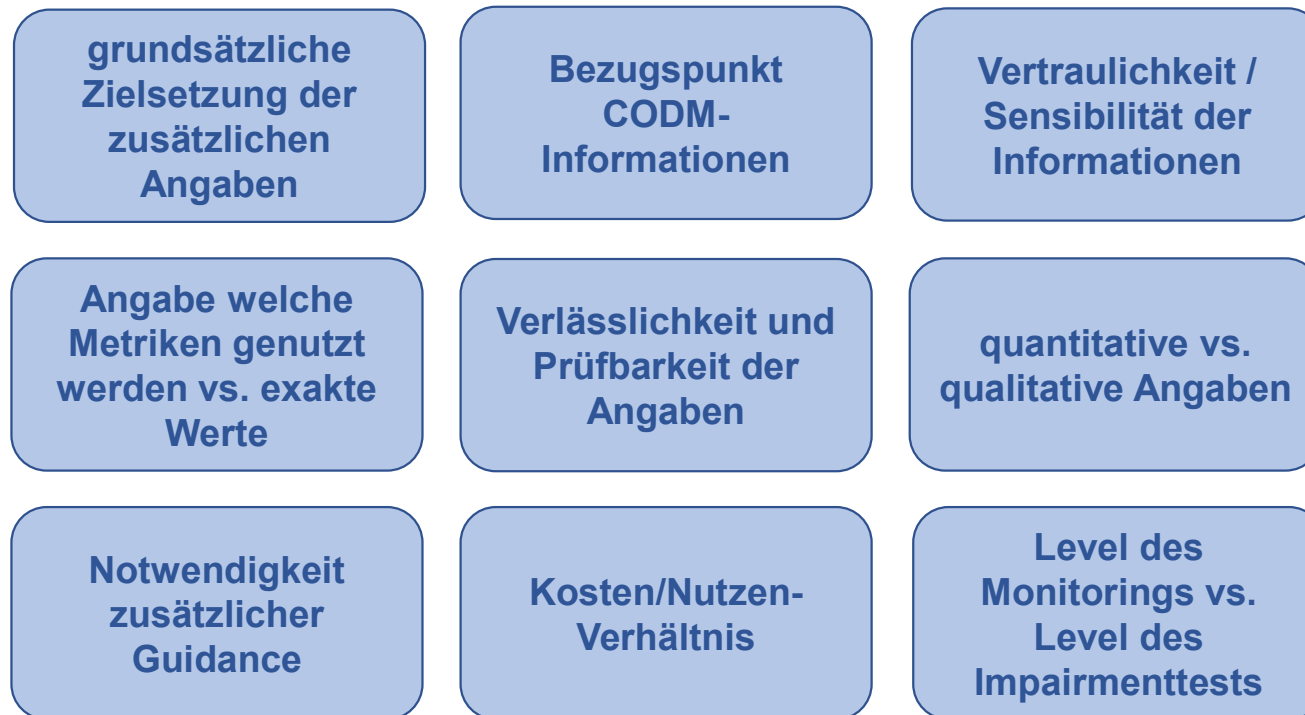 grundsätzliche
Zielsetzung der
zusätzlichen
Angaben
Bezugspunkt
CODM-
Informationen
Vertraulichkeit /
Sensibilität der
Informationen
Angabe welche
Metriken genutzt
werden vs. exakte
Werte
Verlässlichkeit und
Prüfbarkeit der
Angaben
quantitative vs.
qualitative Angaben
Notwendigkeit
zusätzlicher
Guidance
Kosten/Nutzen-
Verhältnis
Level des
Monitorings vs.
Level des
Impairmenttests